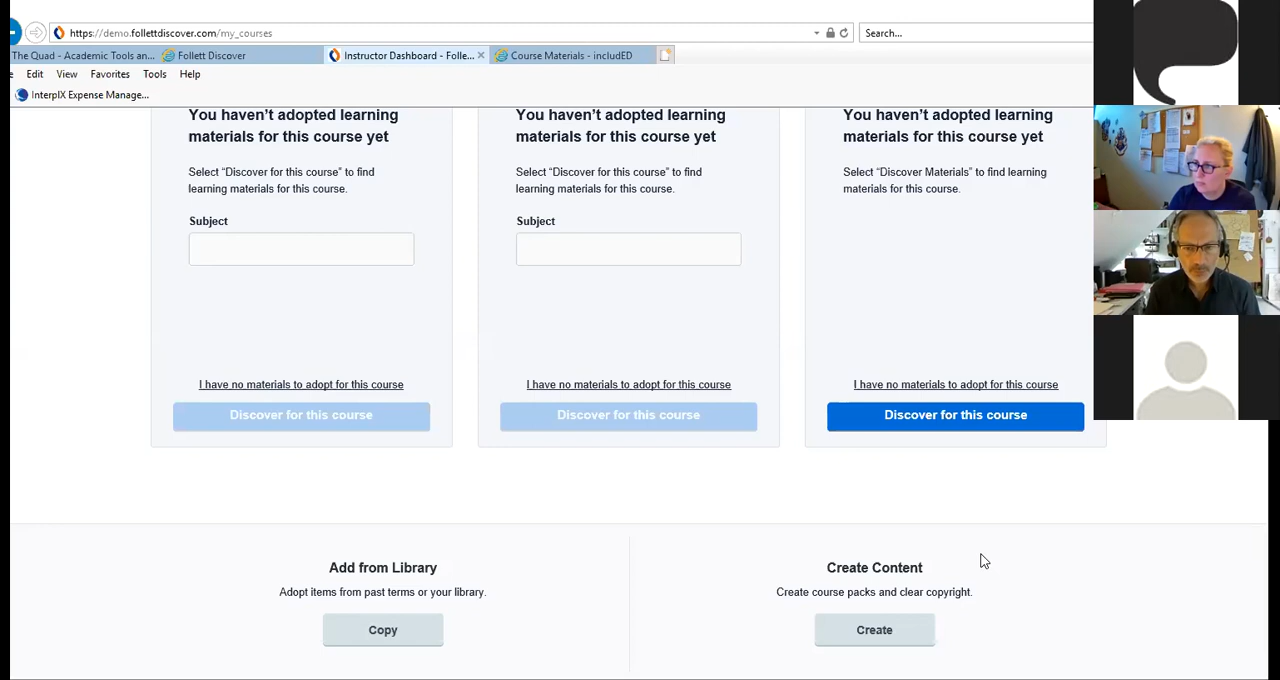 https://demo.follettdiscover.com/my_courses
Search...
The Quad - Academic Tools an...
Follett Discover
Instructor Dashboard - Folle...
Course Materials - includED
Edit View Favorites Tools Help
InterpIX Expense Manage...
You haven't adopted learning
materials for this course yet
Select "Discover for this course" to find
learning materials for this course.
Subject
I have no materials to adopt for this course
Discover for this course
You haven't adopted learning
materials for this course yet
Select "Discover for this course" to find
learning materials for this course.
Subject
I have no materials to adopt for this course
Discover for this course
You haven't adopted learning
materials for this course yet
Select "Discover Materials" to find
learning materials for this course.
I have no materials to adopt for this course
Discover for this course
Add from Library
Adopt items from past terms or your library.
Copy
Create Content
Create course packs and clear copyright.
Create